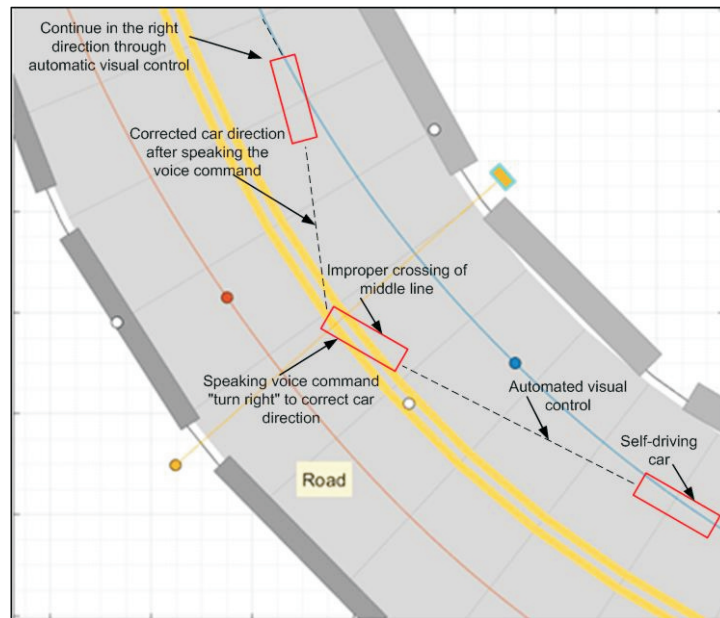 Continue in the right
direction through
automatic visual control
Corrected car direction
after speaking the
voice command
Improper crossing of
middle line
Speaking voice command
"turn right" to correct car
direction
Automated visual
control
Self-driving
car
Road